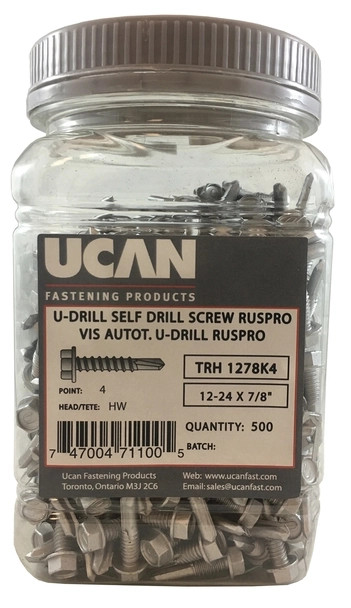 UCAN
FASTENING PRODUCTS
U-DRILL SELF DRILL SCREW RUSPRO
VIS AUTOT. U-DRILL RUSPRO
TRH 1278K4
POINT: 4
12-24 X 7/8"
HEAD/TETE: HW
QUANTITY: 500
BATCH:
7 47004 71100 5
Ucan Fastening Products
Toronto, Ontario M3J 2C6
Web: www.ucanfast.com
Email: sales@ucanfast.com